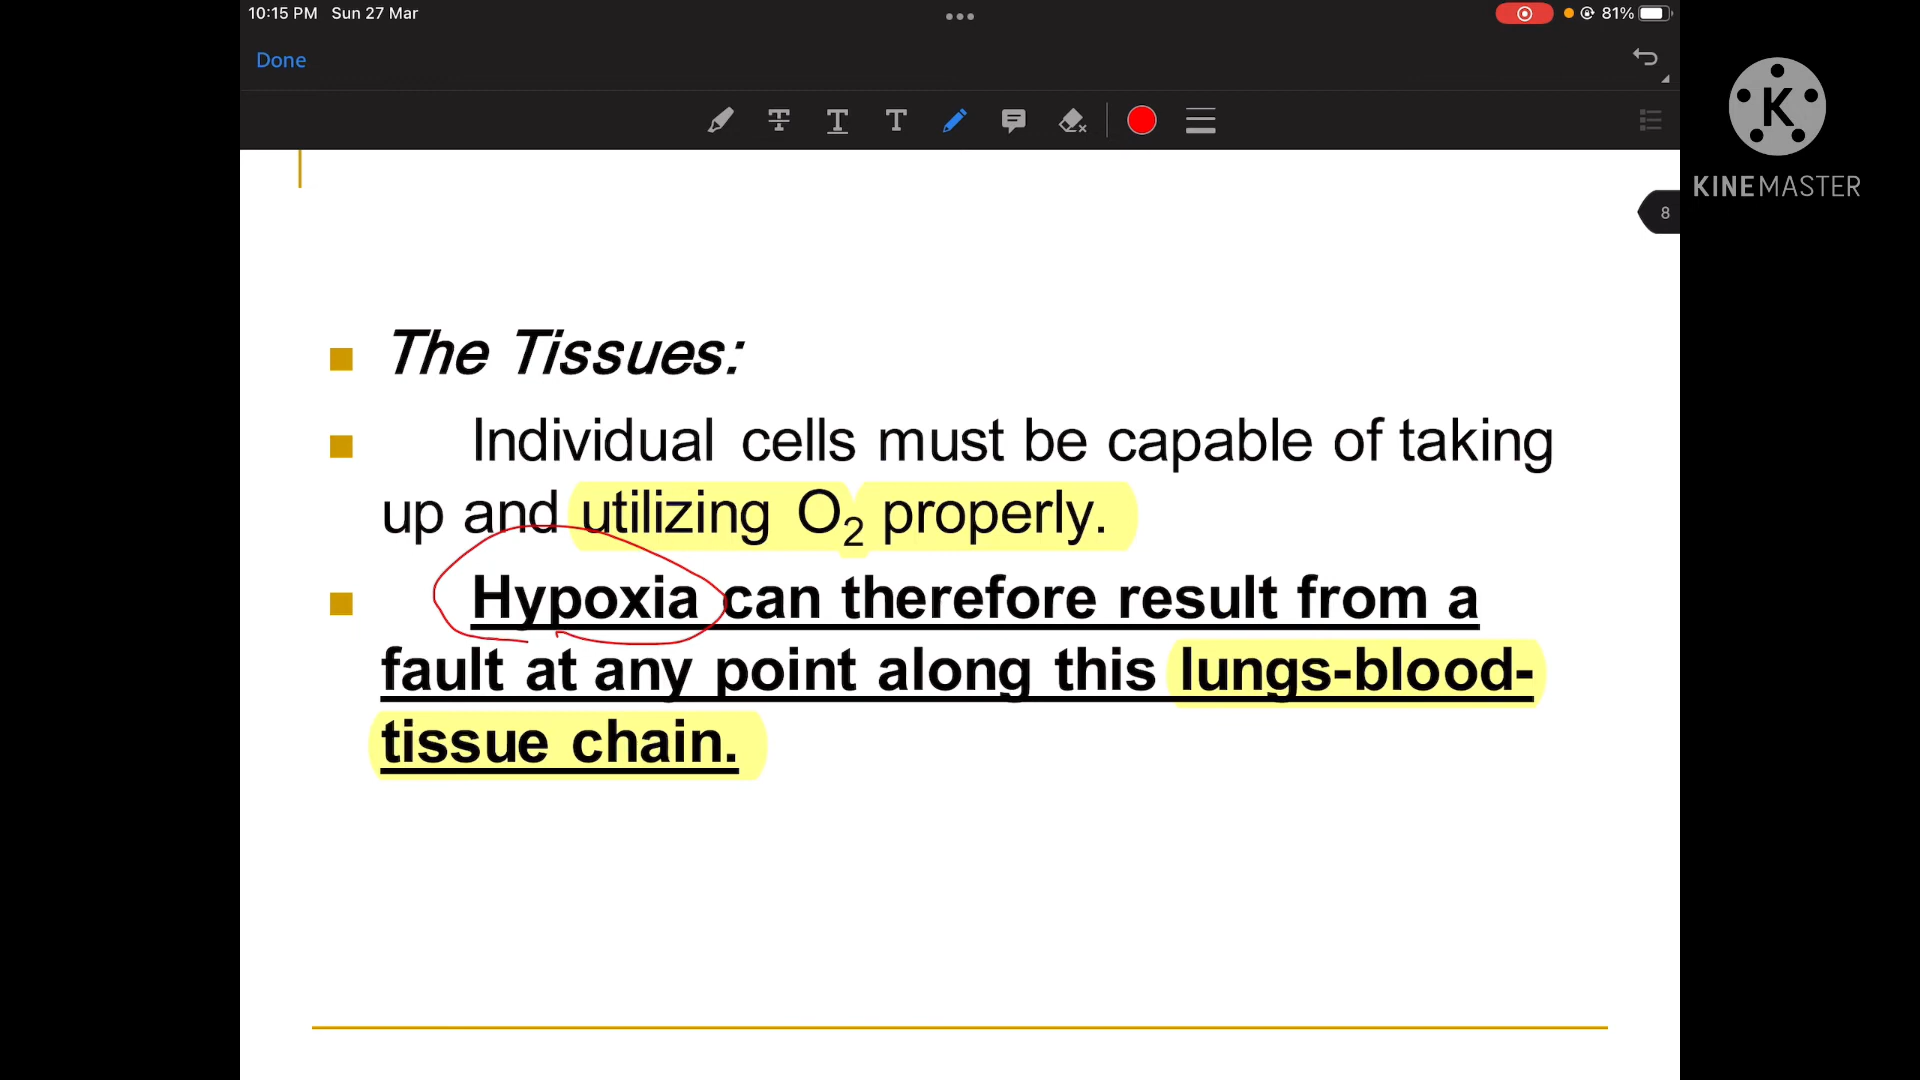 10:15 PM Sun 27 Mar
81%
Done
T T T
K
KINEMASTER
8
The Tissues:
Individual cells must be capable of taking
up and utilizing O₂ properly.
Hypoxia can therefore result from a
fault at any point along this lungs-blood-
tissue chain.